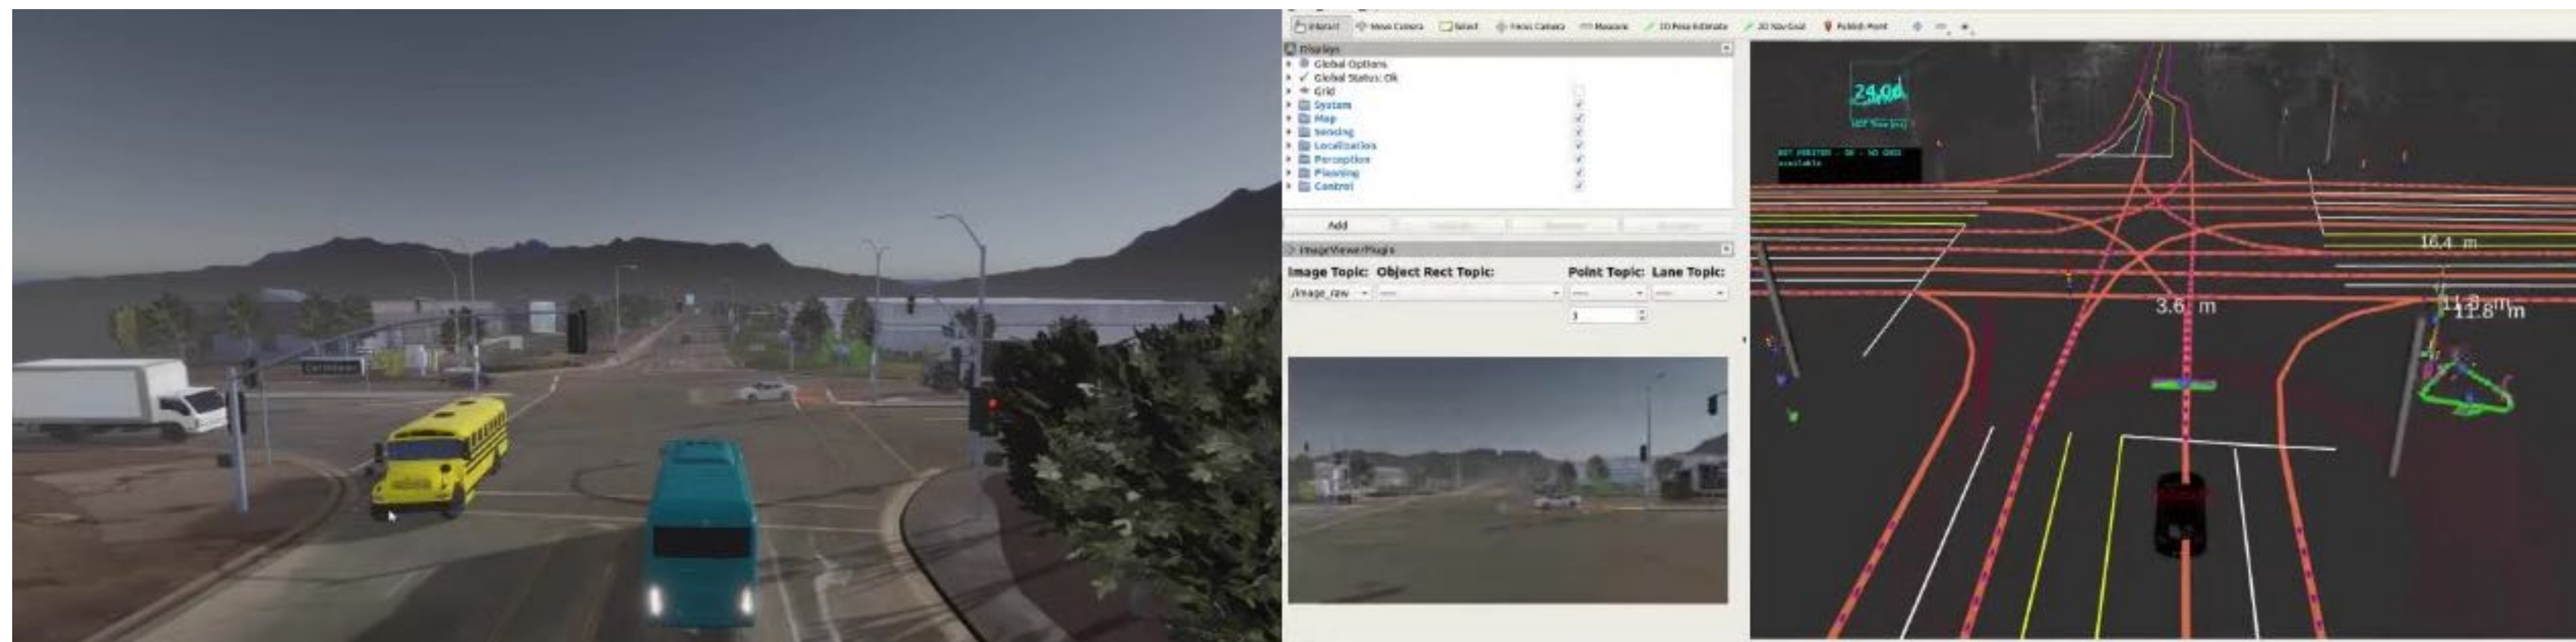 Interact Move Camera Select Focus Camera Measure 2D Pose Estimate 2D Nav Goal Publish Point
Displays
Global Options
Global Status: Ok
Grid
System
Map
Sensing
Localization
Perception
Planning
Control
Add
ImageViewerPlugin
Image Topic: Object Rect Topic: Point Topic: Lane Topic:
/image_raw
3
16.4 m
3.6 m
11.8 m